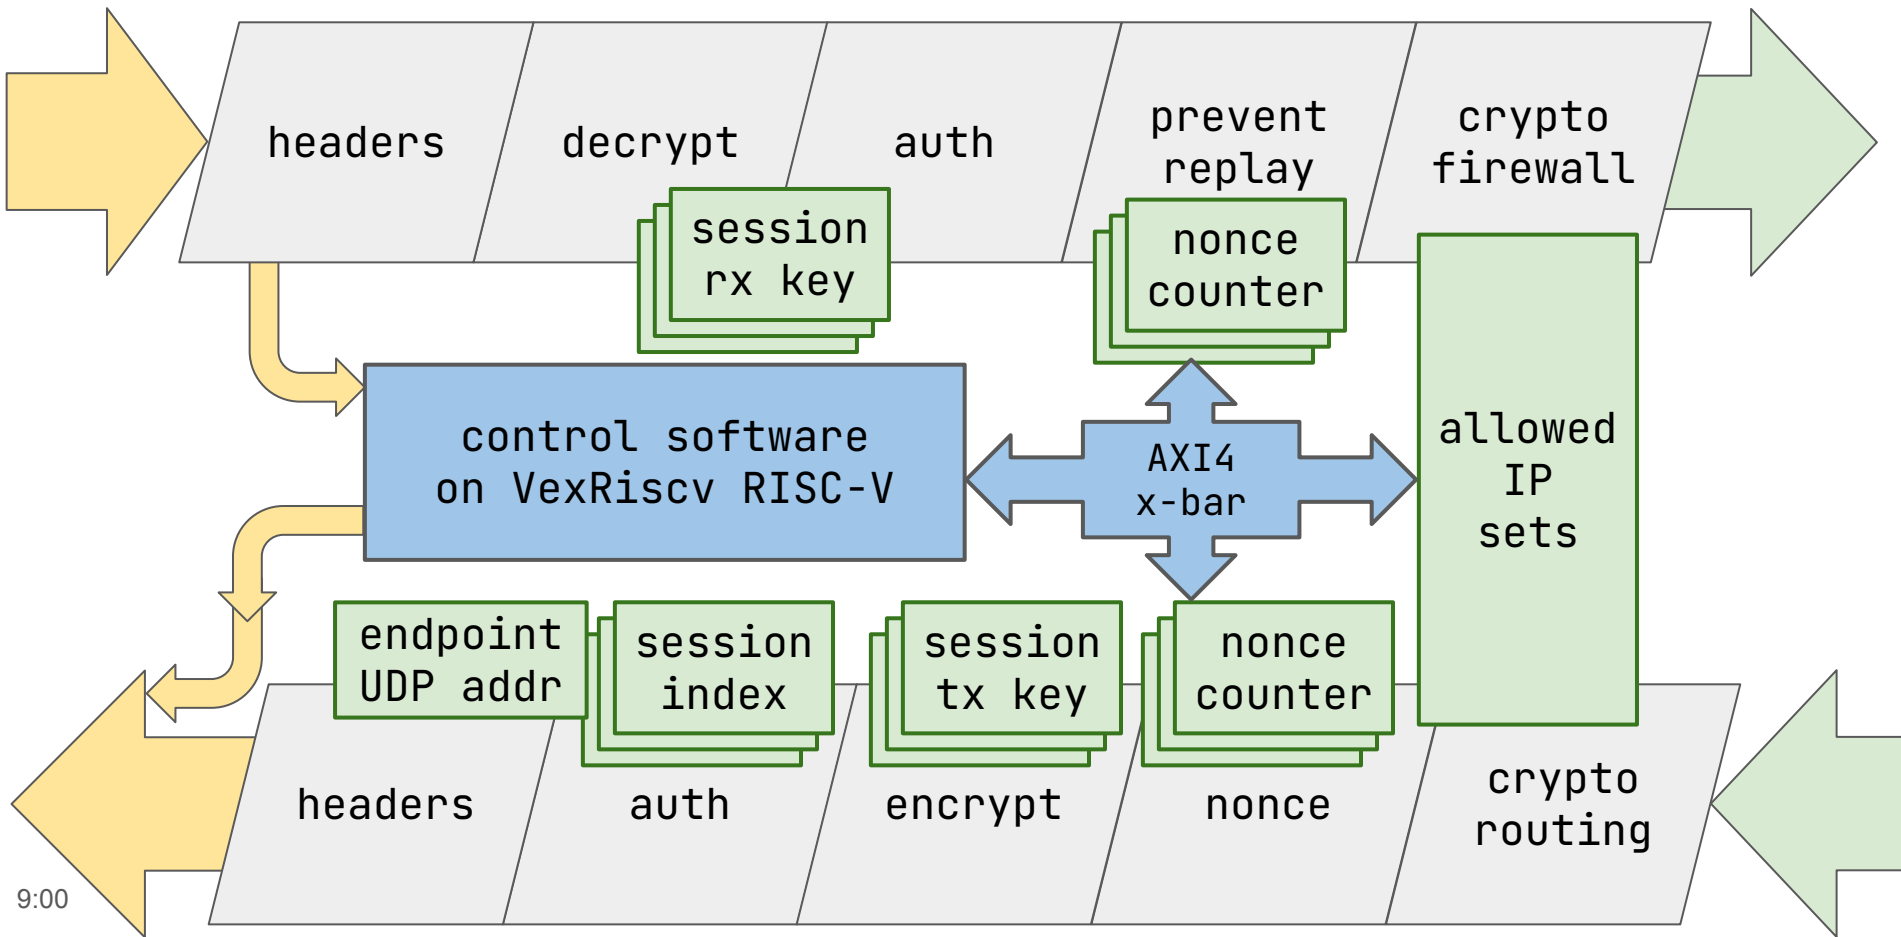 headers
decrypt
auth
prevent
replay
crypto
firewall
session
rx key
nonce
counter
control software
on VexRiscv RISC-V
AXI4
x-bar
allowed
IP
sets
endpoint
UDP addr
session
index
session
tx key
nonce
counter
headers
auth
encrypt
nonce
crypto
routing
9:00